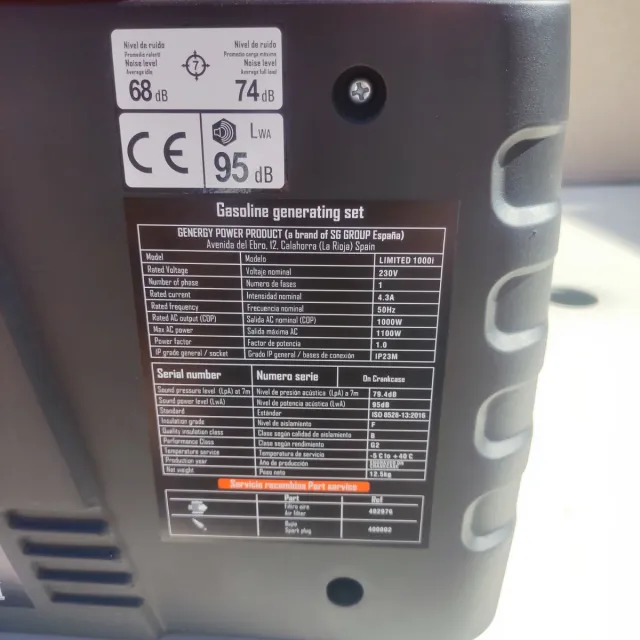 Nivel de ruido Nivel de ruido
Promedio ralentí Promedio carga máxima
Noise level 7 Noise level
Average idle Average full load
68 dB 74 dB
CE LWA
95 dB
Gasoline generating set
GENERGY POWER PRODUCT (a brand of SG GROUP España)
Avenida del Ebro, 12, Calahorra (La Rioja) Spain
Model Modelo LIMITED 1000i
Rated Voltage Voltaje nominal 230V
Number of phase Numero de fases 1
Rated current Intensidad nominal 4.3A
Rated frequency Frecuencia nominal 50Hz
Rated AC output (COP) Salida AC nominal (COP) 1000W
Max AC power Salida máxima AC 1100W
Power factor Factor de potencia 1.0
IP grade general / socket Grado IP general / bases de conexión IP23M
Serial number Numero serie On Crankcase
Sound pressure level (LpA) at 7m Nivel de presión acústica (LpA) a 7m 79.4dB
Sound power level (LwA) Nivel de potencia acústica (LwA) 95dB
Standard Estándar ISO 8528-13:2016
Insulation grade Nivel de aislamiento F
Quality insulation class Clase según calidad de aislamiento B
Performance Class Clase según rendimiento G2
Temperature service Temperatura de servicio -5 C to +40 C
Production year Año de producción
Net weight Peso neto 12.5kg
Servicio recambios Part service
Part Ref
Filtro aire
Air filter 482976
Bujía
Spark plug